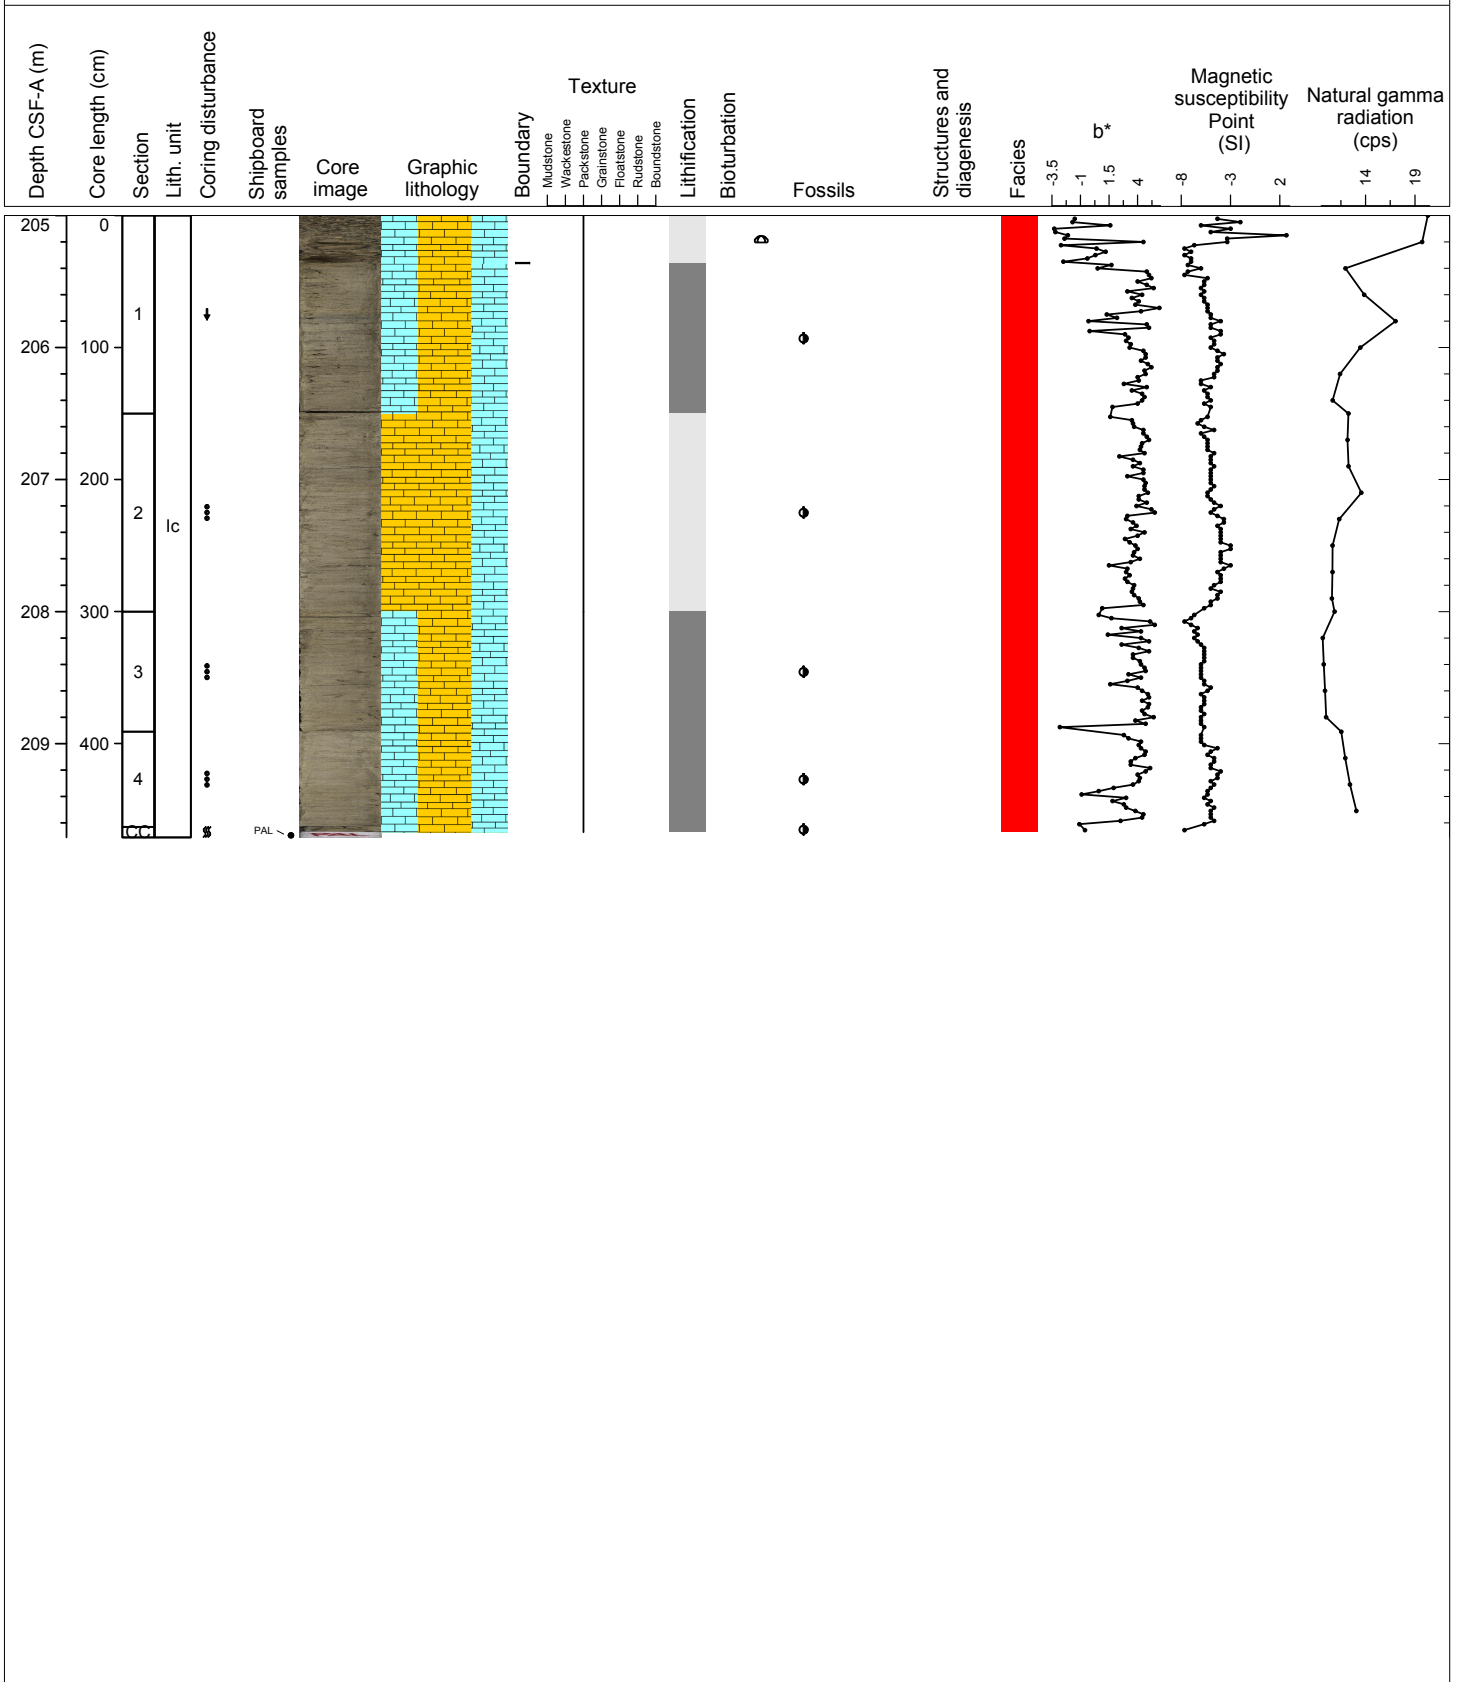 Depth CSF-A (m)
Core length (cm)
Section
Lith. unit
Coring disturbance
Shipboard
samples
Core
image
Graphic
lithology
Boundary
Texture
Mudstone
Wackestone
Packstone
Grainstone
Floatstone
Rudstone
Boundstone
Lithification
Bioturbation
Fossils
Structures and
diagenesis
Facies
b*
-3.5
-1
1.5
4
Magnetic
susceptibility
Point
(SI)
-8
-3
2
Natural gamma
radiation
(cps)
14
19
205
206
207
208
209
0
100
200
300
400
1
2
3
4
CC
Ic
PAL